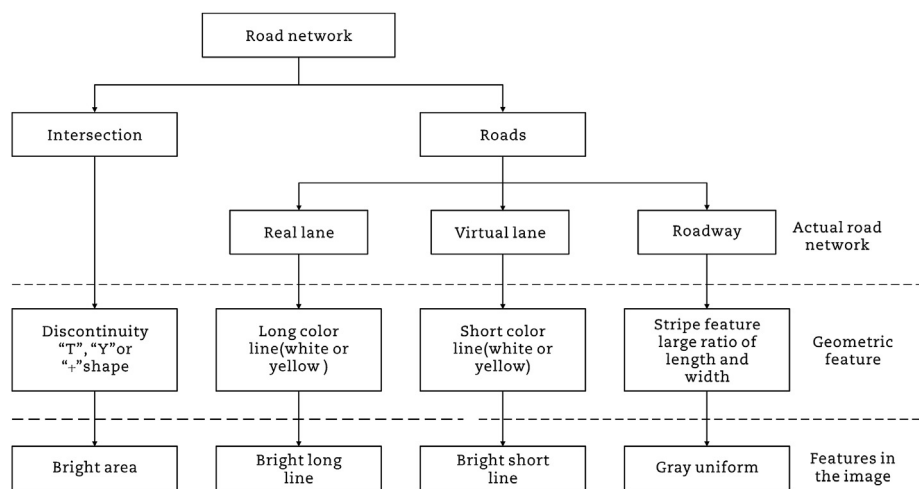 Road network
Intersection
Roads
Real lane
Virtual lane
Roadway
Actual road
network
Discontinuity
“T”, “Y”or
“+”shape
Long color
line(white or
yellow )
Short color
line(white or
yellow)
Stripe feature
large ratio of
length and
width
Geometric
feature
Bright area
Bright long
line
Bright short
line
Gray uniform
Features in
the image